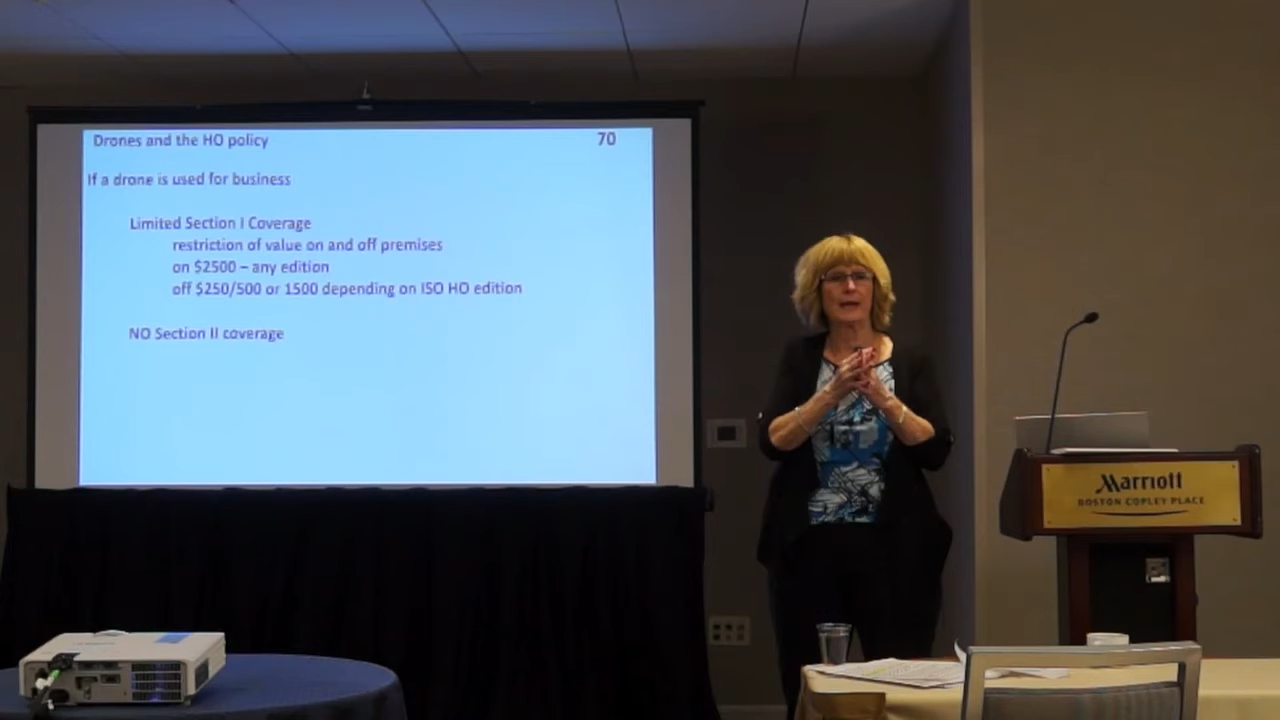 Drones and the HO policy 70
If a drone is used for business
Limited Section I Coverage
restriction of value on and off premises
on $2500 – any edition
off $250/500 or 1500 depending on ISO HO edition
NO Section II coverage
Marriott
BOSTON COPLEY PLACE